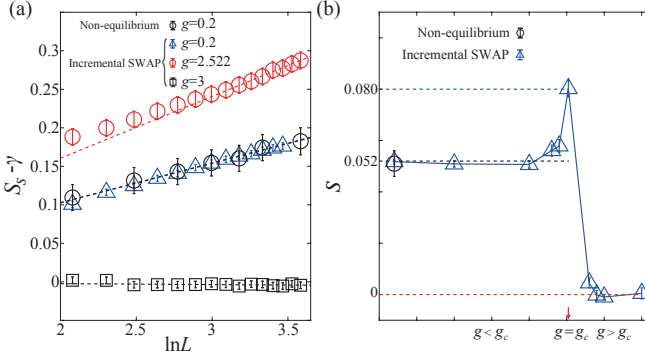 (a)
Non-equilibrium g=0.2
g=0.2
Incremental SWAP g=2.522
g=3
0.3
0.25
0.2
0.15
0.1
0.05
0
S_s -γ
2 2.5 3 3.5
lnL
(b)
Non-equilibrium
Incremental SWAP
0.080
0.052
0
S
g < g_c g = g_c g > g_c